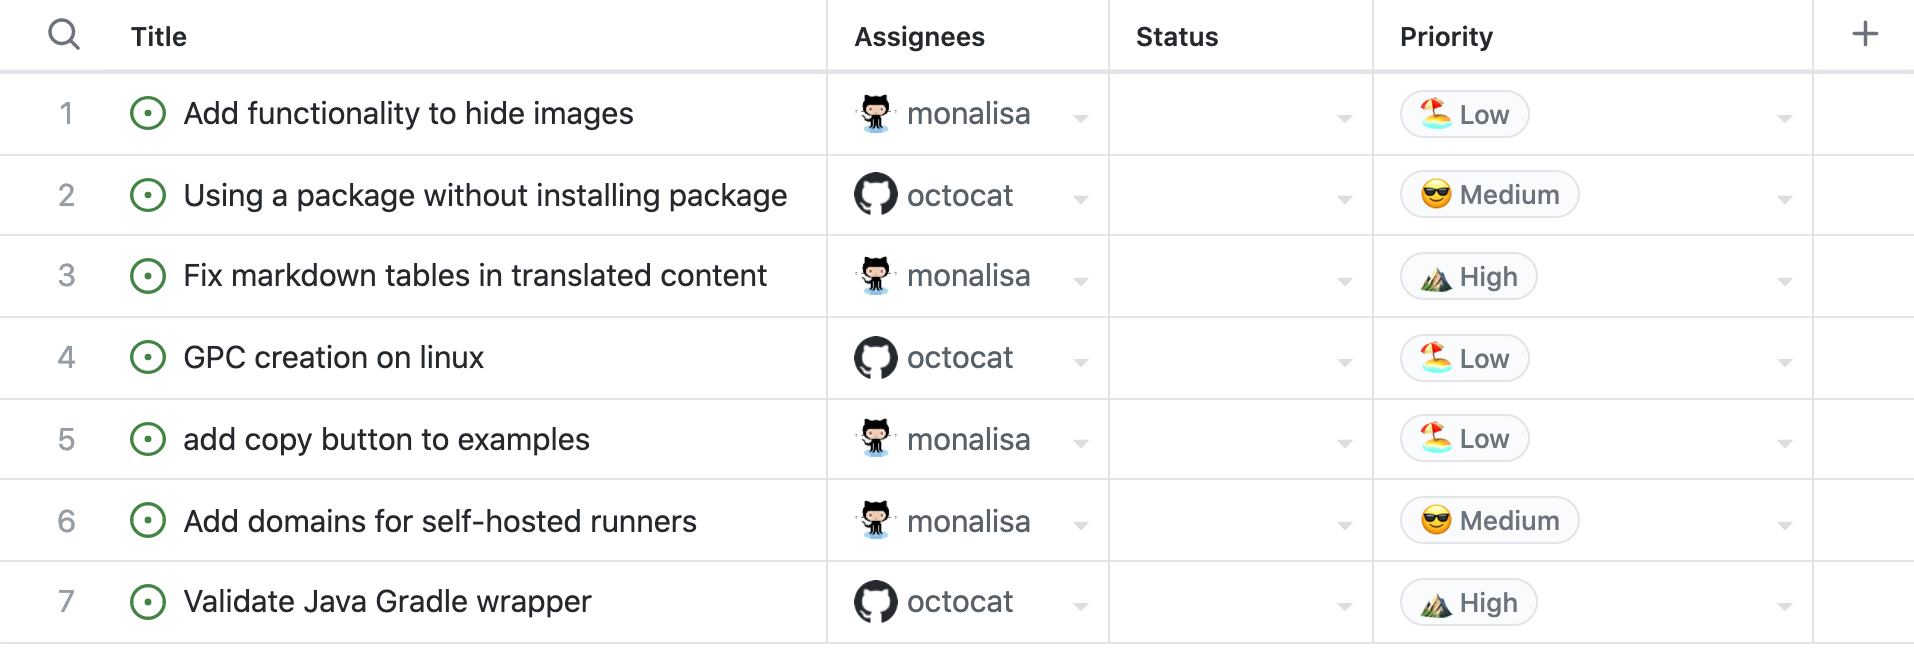 Title Assignees Status Priority
1 Add functionality to hide images monalisa Low
2 Using a package without installing package octocat Medium
3 Fix markdown tables in translated content monalisa High
4 GPC creation on linux octocat Low
5 add copy button to examples monalisa Low
6 Add domains for self-hosted runners monalisa Medium
7 Validate Java Gradle wrapper octocat High